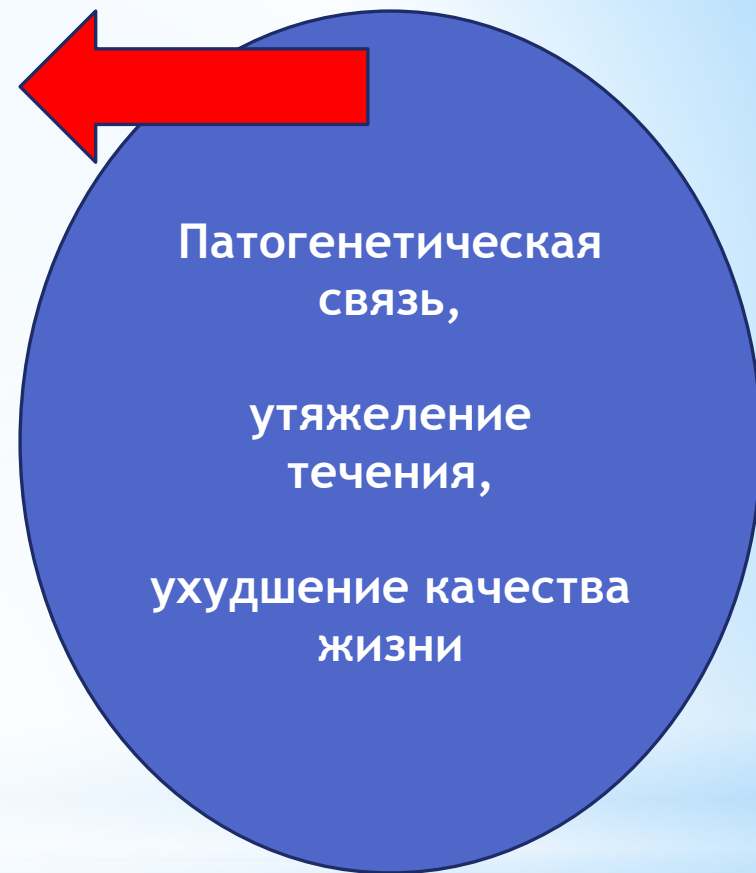 Патогенетическая
связь,
утяжеление
течения,
ухудшение качества
жизни